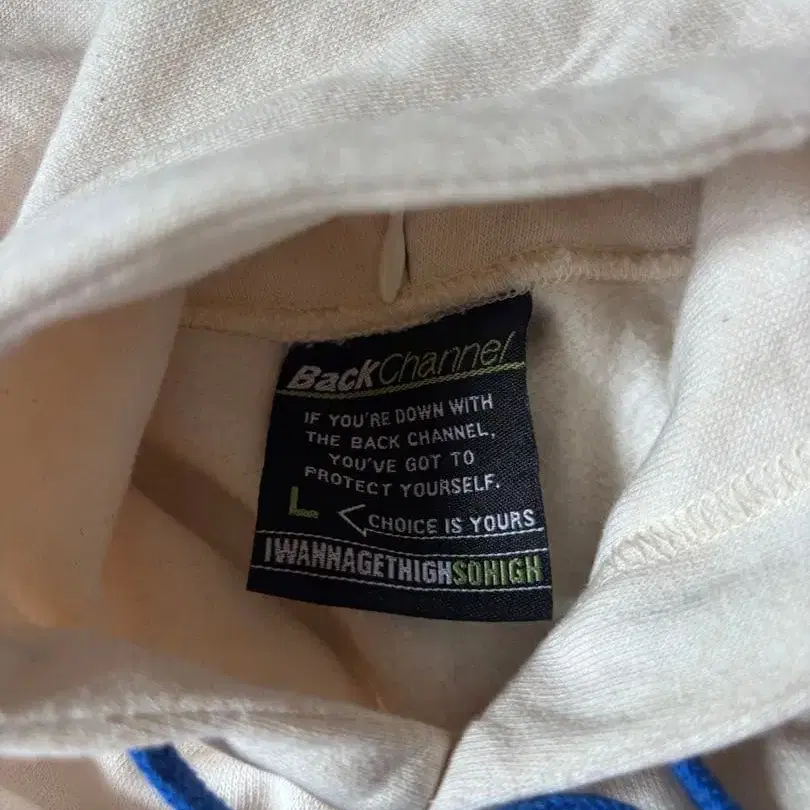 BackChannel
IF YOU'RE DOWN WITH
THE BACK CHANNEL,
YOU'VE GOT TO
PROTECT YOURSELF.
L
CHOICE IS YOURS
IWANNAGETHIGHSOHIGH